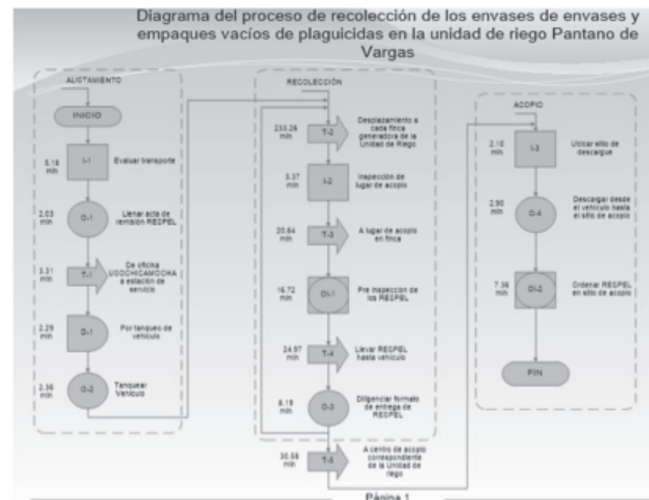 Diagrama del proceso de recolección de los envases de envases y
empaques vacíos de plaguicidas en la unidad de riego Pantano de
Vargas
ALISTAMIENTO
INICIO
5.18
min
I-1
Evaluar transporte
2.03
min
O-1
Llenar acta de
remisión RESPEL
3.31
min
T-1
De oficina
USOCHICAMOCHA
a estación de
servicio
2.29
min
D-1
Por tanqueo de
vehículo
2.36
min
O-2
Tanquear
Vehículo
RECOLECCIÓN
233.26
min
T-2
Desplazamiento a
cada finca
generadora de la
Unidad de Riego
3.37
min
I-2
Inspección de
lugar de acopio
20.64
min
T-3
A lugar de acopio
en finca
16.72
min
OI-1
Pre inspección de
los RESPEL
24.97
min
T-4
Llevar RESPEL
hasta vehículo
8.19
min
O-3
Diligenciar formato
de entrega de
RESPEL
30.58
min
T-5
A centro de acopio
correspondiente
de la Unidad de
riego
ACOPIO
2.10
min
I-3
Ubicar sitio de
descargue
2.90
min
O-4
Descargar desde
el vehículo hasta
el sitio de acopio
7.36
min
OI-2
Ordenar RESPEL
en sitio de acopio
FIN
Página 1